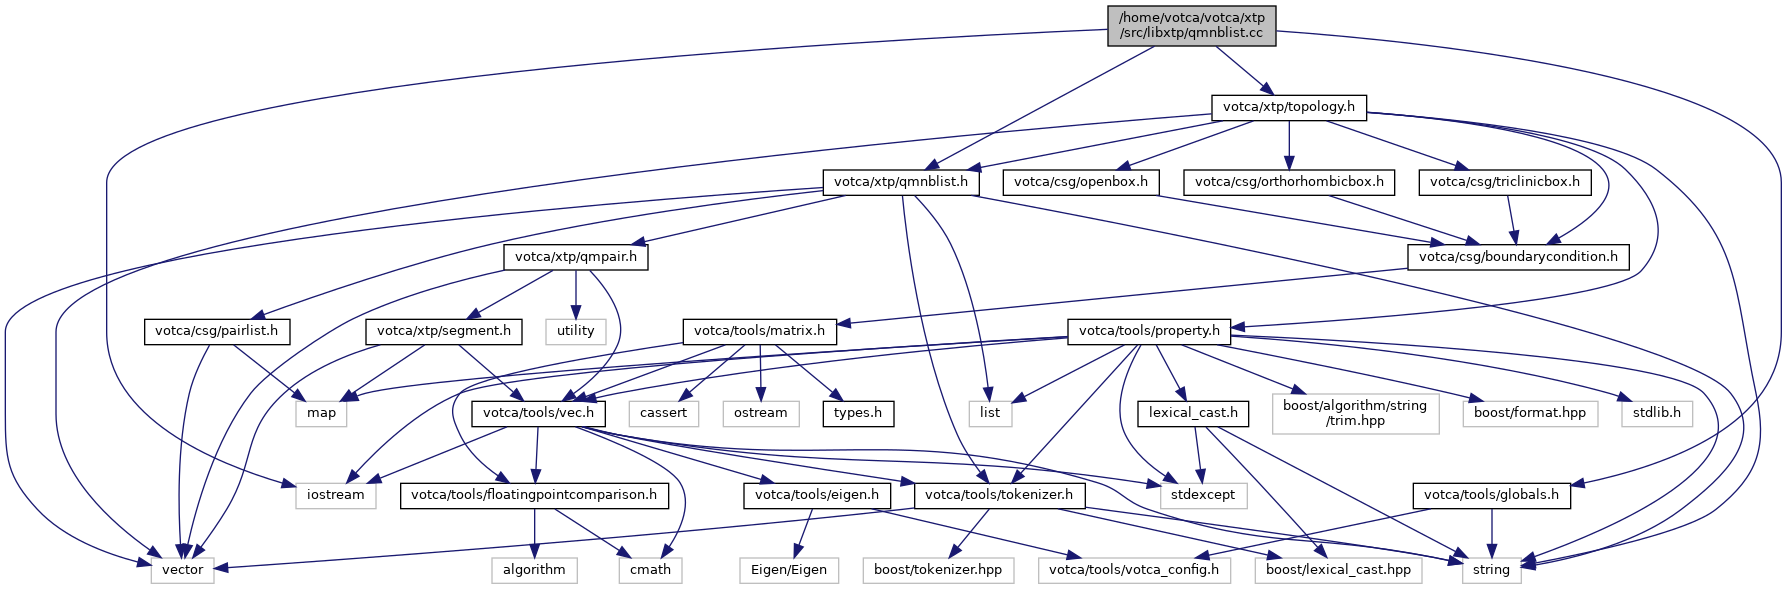 /home/votca/votca/xtp
/src/libxtp/qmnblist.cc
votca/xtp/topology.h
votca/xtp/qmnblist.h
votca/csg/openbox.h
votca/csg/orthorhombicbox.h
votca/csg/triclinicbox.h
votca/xtp/qmpair.h
votca/csg/boundarycondition.h
votca/csg/pairlist.h
votca/xtp/segment.h
utility
votca/tools/matrix.h
votca/tools/property.h
map
votca/tools/vec.h
cassert
ostream
types.h
list
lexical_cast.h
boost/algorithm/string
/trim.hpp
boost/format.hpp
stdlib.h
iostream
votca/tools/floatingpointcomparison.h
votca/tools/eigen.h
votca/tools/tokenizer.h
stdexcept
votca/tools/globals.h
vector
algorithm
cmath
Eigen/Eigen
boost/tokenizer.hpp
votca/tools/votca_config.h
boost/lexical_cast.hpp
string